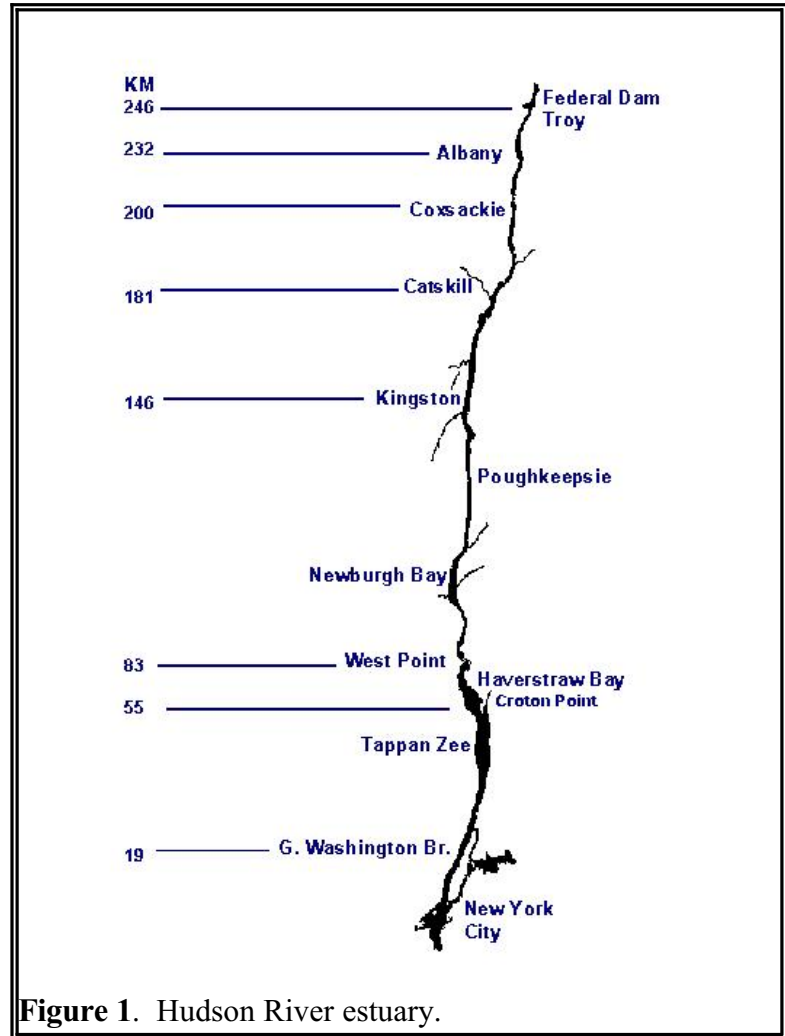 KM
246
Federal Dam
Troy
232
Albany
200
Coxsackie
181
Catskill
146
Kingston
Poughkeepsie
Newburgh Bay
83
West Point
Haverstraw Bay
Croton Point
55
Tappan Zee
19
G. Washington Br.
New York
City
Figure 1. Hudson River estuary.